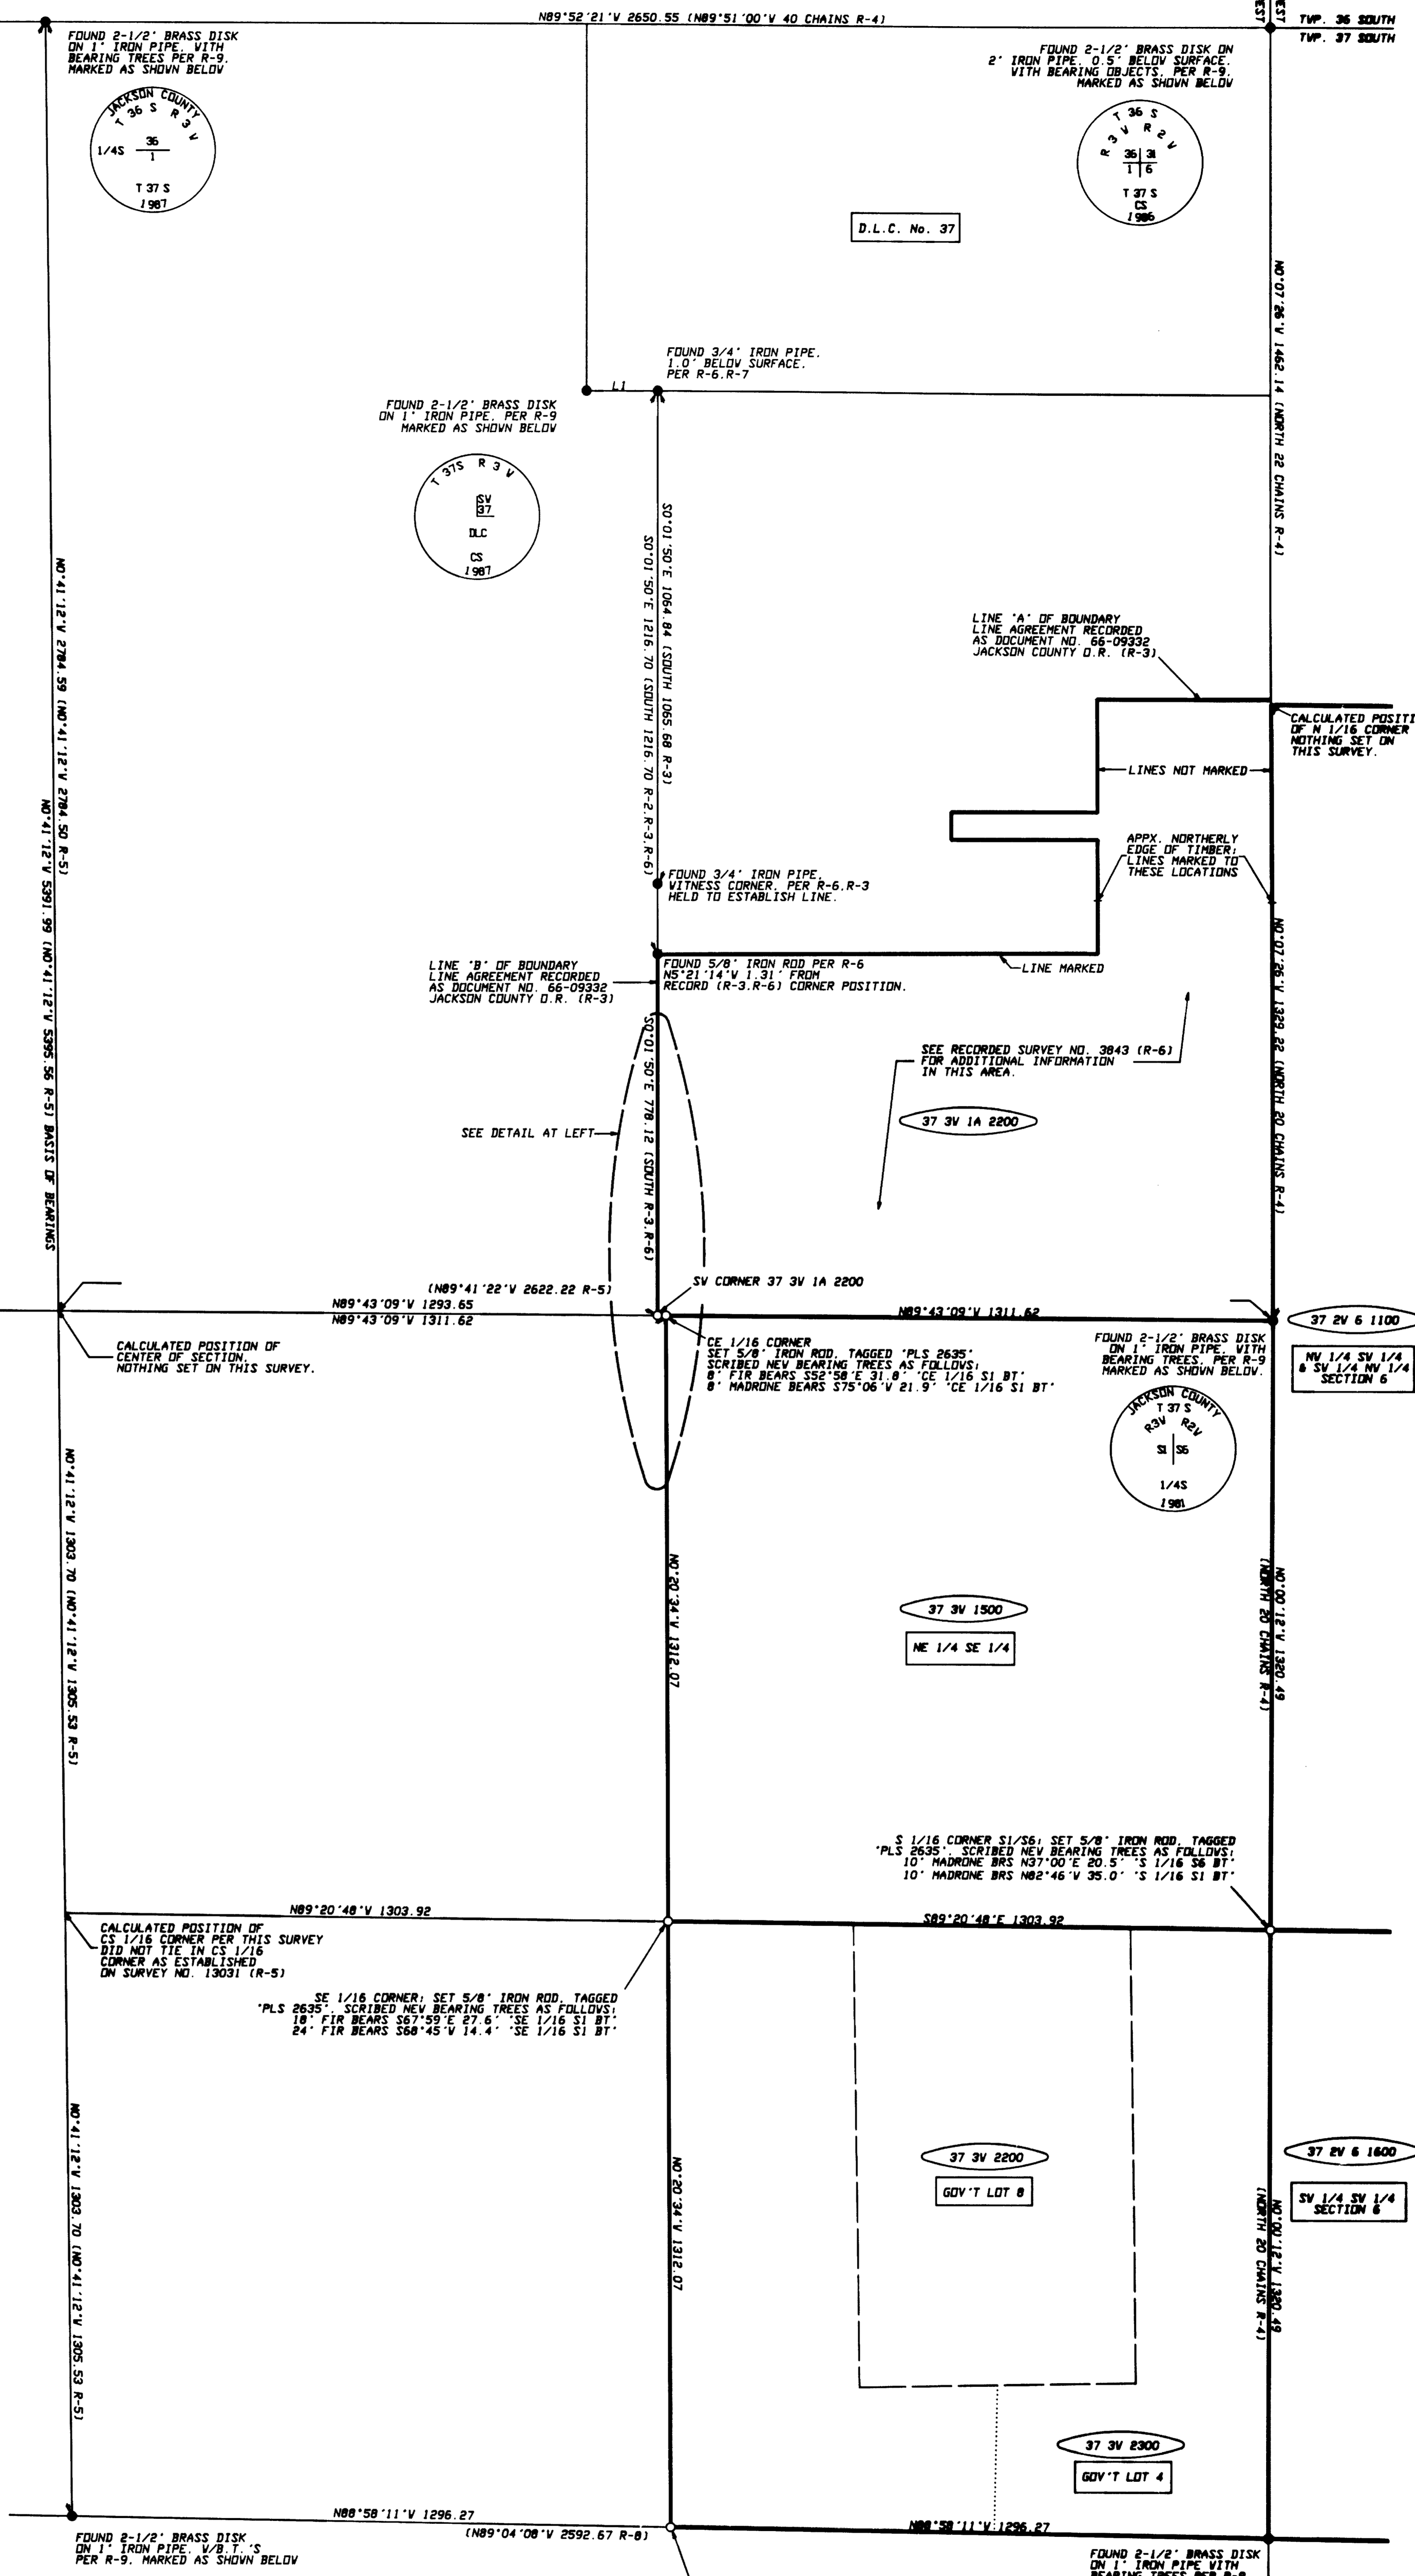 N89°52'21"W 2650.55 (N89°51'00"W 40 CHAINS R-4)
EST
EST
TWP. 36 SOUTH
TWP. 37 SOUTH
FOUND 2-1/2" BRASS DISK
ON 1" IRON PIPE, WITH
BEARING TREES PER R-9.
MARKED AS SHOWN BELOW
JACKSON COUNTY
T 36 S R 3 W
1/4S 36
1
T 37 S
1987
FOUND 2-1/2" BRASS DISK ON
2" IRON PIPE, 0.5' BELOW SURFACE,
WITH BEARING OBJECTS, PER R-9.
MARKED AS SHOWN BELOW
T 36 S
R 3 W R 2 W
36 31
1 6
T 37 S
CS
1986
D.L.C. No. 37
N0°07'26"W 1462.14 (NORTH 22 CHAINS R-4)
FOUND 3/4" IRON PIPE,
1.0' BELOW SURFACE,
PER R-6,R-7
L1
FOUND 2-1/2" BRASS DISK
ON 1" IRON PIPE, PER R-9
MARKED AS SHOWN BELOW
T 37S R 3 W
SW
37
DLC
CS
1987
S0°01'50"E 1064.84 (SOUTH 1065.68 R-3)
S0°01'50"E 1216.70 (SOUTH 1216.70 R-2,R-3,R-6)
N0°41'12"W 2784.59 (N0°41'12"W 2784.50 R-5)
N0°41'12"W 5391.99 (N0°41'12"W 5395.56 R-5) BASIS OF BEARINGS
LINE "A" OF BOUNDARY
LINE AGREEMENT RECORDED
AS DOCUMENT NO. 66-09332
JACKSON COUNTY O.R. (R-3)
CALCULATED POSITI
OF N 1/16 CORNER
NOTHING SET ON
THIS SURVEY.
LINES NOT MARKED
APPX. NORTHERLY
EDGE OF TIMBER;
LINES MARKED TO
THESE LOCATIONS
FOUND 3/4" IRON PIPE,
WITNESS CORNER, PER R-6,R-3
HELD TO ESTABLISH LINE.
N0°07'26"W 1329.22 (NORTH 20 CHAINS R-4)
LINE "B" OF BOUNDARY
LINE AGREEMENT RECORDED
AS DOCUMENT NO. 66-09332
JACKSON COUNTY O.R. (R-3)
FOUND 5/8" IRON ROD PER R-6
N5°21'14"W 1.31' FROM
RECORD (R-3,R-6) CORNER POSITION.
LINE MARKED
S0°01'50"E 778.12 (SOUTH R-3,R-6)
SEE RECORDED SURVEY NO. 3843 (R-6)
FOR ADDITIONAL INFORMATION
IN THIS AREA.
37 3W 1A 2200
SEE DETAIL AT LEFT
SW CORNER 37 3W 1A 2200
(N89°41'22"W 2622.22 R-5)
N89°43'09"W 1293.65
N89°43'09"W 1311.62
N89°43'09"W 1311.62
CALCULATED POSITION OF
CENTER OF SECTION,
NOTHING SET ON THIS SURVEY.
CE 1/16 CORNER
SET 5/8" IRON ROD, TAGGED "PLS 2635"
SCRIBED NEW BEARING TREES AS FOLLOWS;
8" FIR BEARS S52°58'E 31.8' "CE 1/16 S1 BT"
8" MADRONE BEARS S75°06'W 21.9' "CE 1/16 S1 BT"
FOUND 2-1/2" BRASS DISK
ON 1" IRON PIPE, WITH
BEARING TREES, PER R-9
MARKED AS SHOWN BELOW.
37 2W 6 1100
NW 1/4 SW 1/4
& SW 1/4 NW 1/4
SECTION 6
JACKSON COUNTY
T 37 S
R3W R2W
S1 S6
1/4S
1981
N0°41'12"W 1303.70 (N0°41'12"W 1305.53 R-5)
N0°20'34"W 1312.07
37 3W 1500
NE 1/4 SE 1/4
N0°00'12"W 1320.49
(NORTH 20 CHAINS R-4)
S 1/16 CORNER S1/S6; SET 5/8" IRON ROD, TAGGED
"PLS 2635". SCRIBED NEW BEARING TREES AS FOLLOWS;
10" MADRONE BRS N37°00'E 20.5' "S 1/16 S6 BT"
10" MADRONE BRS N82°46'W 35.0' "S 1/16 S1 BT"
N89°20'48"W 1303.92
S89°20'48"E 1303.92
CALCULATED POSITION OF
CS 1/16 CORNER PER THIS SURVEY
DID NOT TIE IN CS 1/16
CORNER AS ESTABLISHED
ON SURVEY NO. 13031 (R-5)
SE 1/16 CORNER; SET 5/8" IRON ROD, TAGGED
"PLS 2635". SCRIBED NEW BEARING TREES AS FOLLOWS;
18" FIR BEARS S67°59'E 27.6' "SE 1/16 S1 BT"
24" FIR BEARS S68°45'W 14.4' "SE 1/16 S1 BT"
N0°41'12"W 1303.70 (N0°41'12"W 1305.53 R-5)
N0°20'34"W 1312.07
37 3W 2200
GOV'T LOT 8
37 2W 6 1600
SW 1/4 SW 1/4
SECTION 6
N0°00'12"W 1320.49
(NORTH 20 CHAINS R-4)
37 3W 2300
GOV'T LOT 4
N88°58'11"W 1296.27
(N89°04'08"W 2592.67 R-8)
N88°58'11"W 1296.27
FOUND 2-1/2" BRASS DISK
ON 1" IRON PIPE, W/B.T.'S
PER R-9. MARKED AS SHOWN BELOW
FOUND 2-1/2" BRASS DISK
ON 1" IRON PIPE WITH